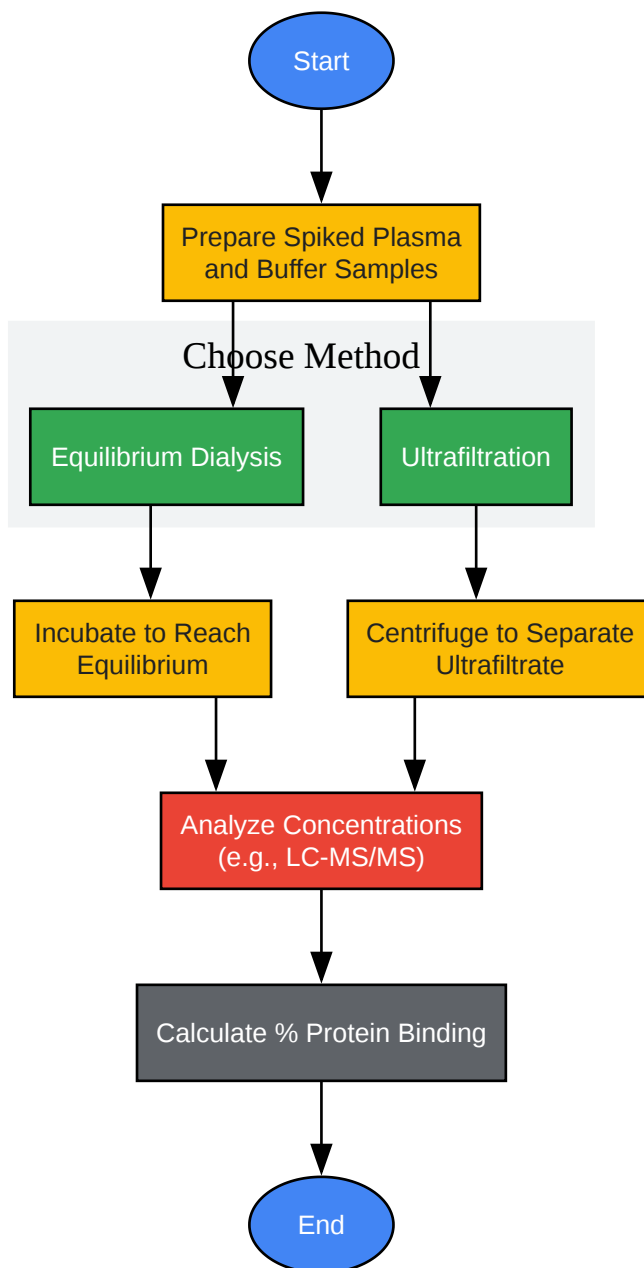 Start
Prepare Spiked Plasma
and Buffer Samples
Choose Method
Equilibrium Dialysis
Ultrafiltration
Incubate to Reach
Equilibrium
Centrifuge to Separate
Ultrafiltrate
Analyze Concentrations
(e.g., LC-MS/MS)
Calculate % Protein Binding
End